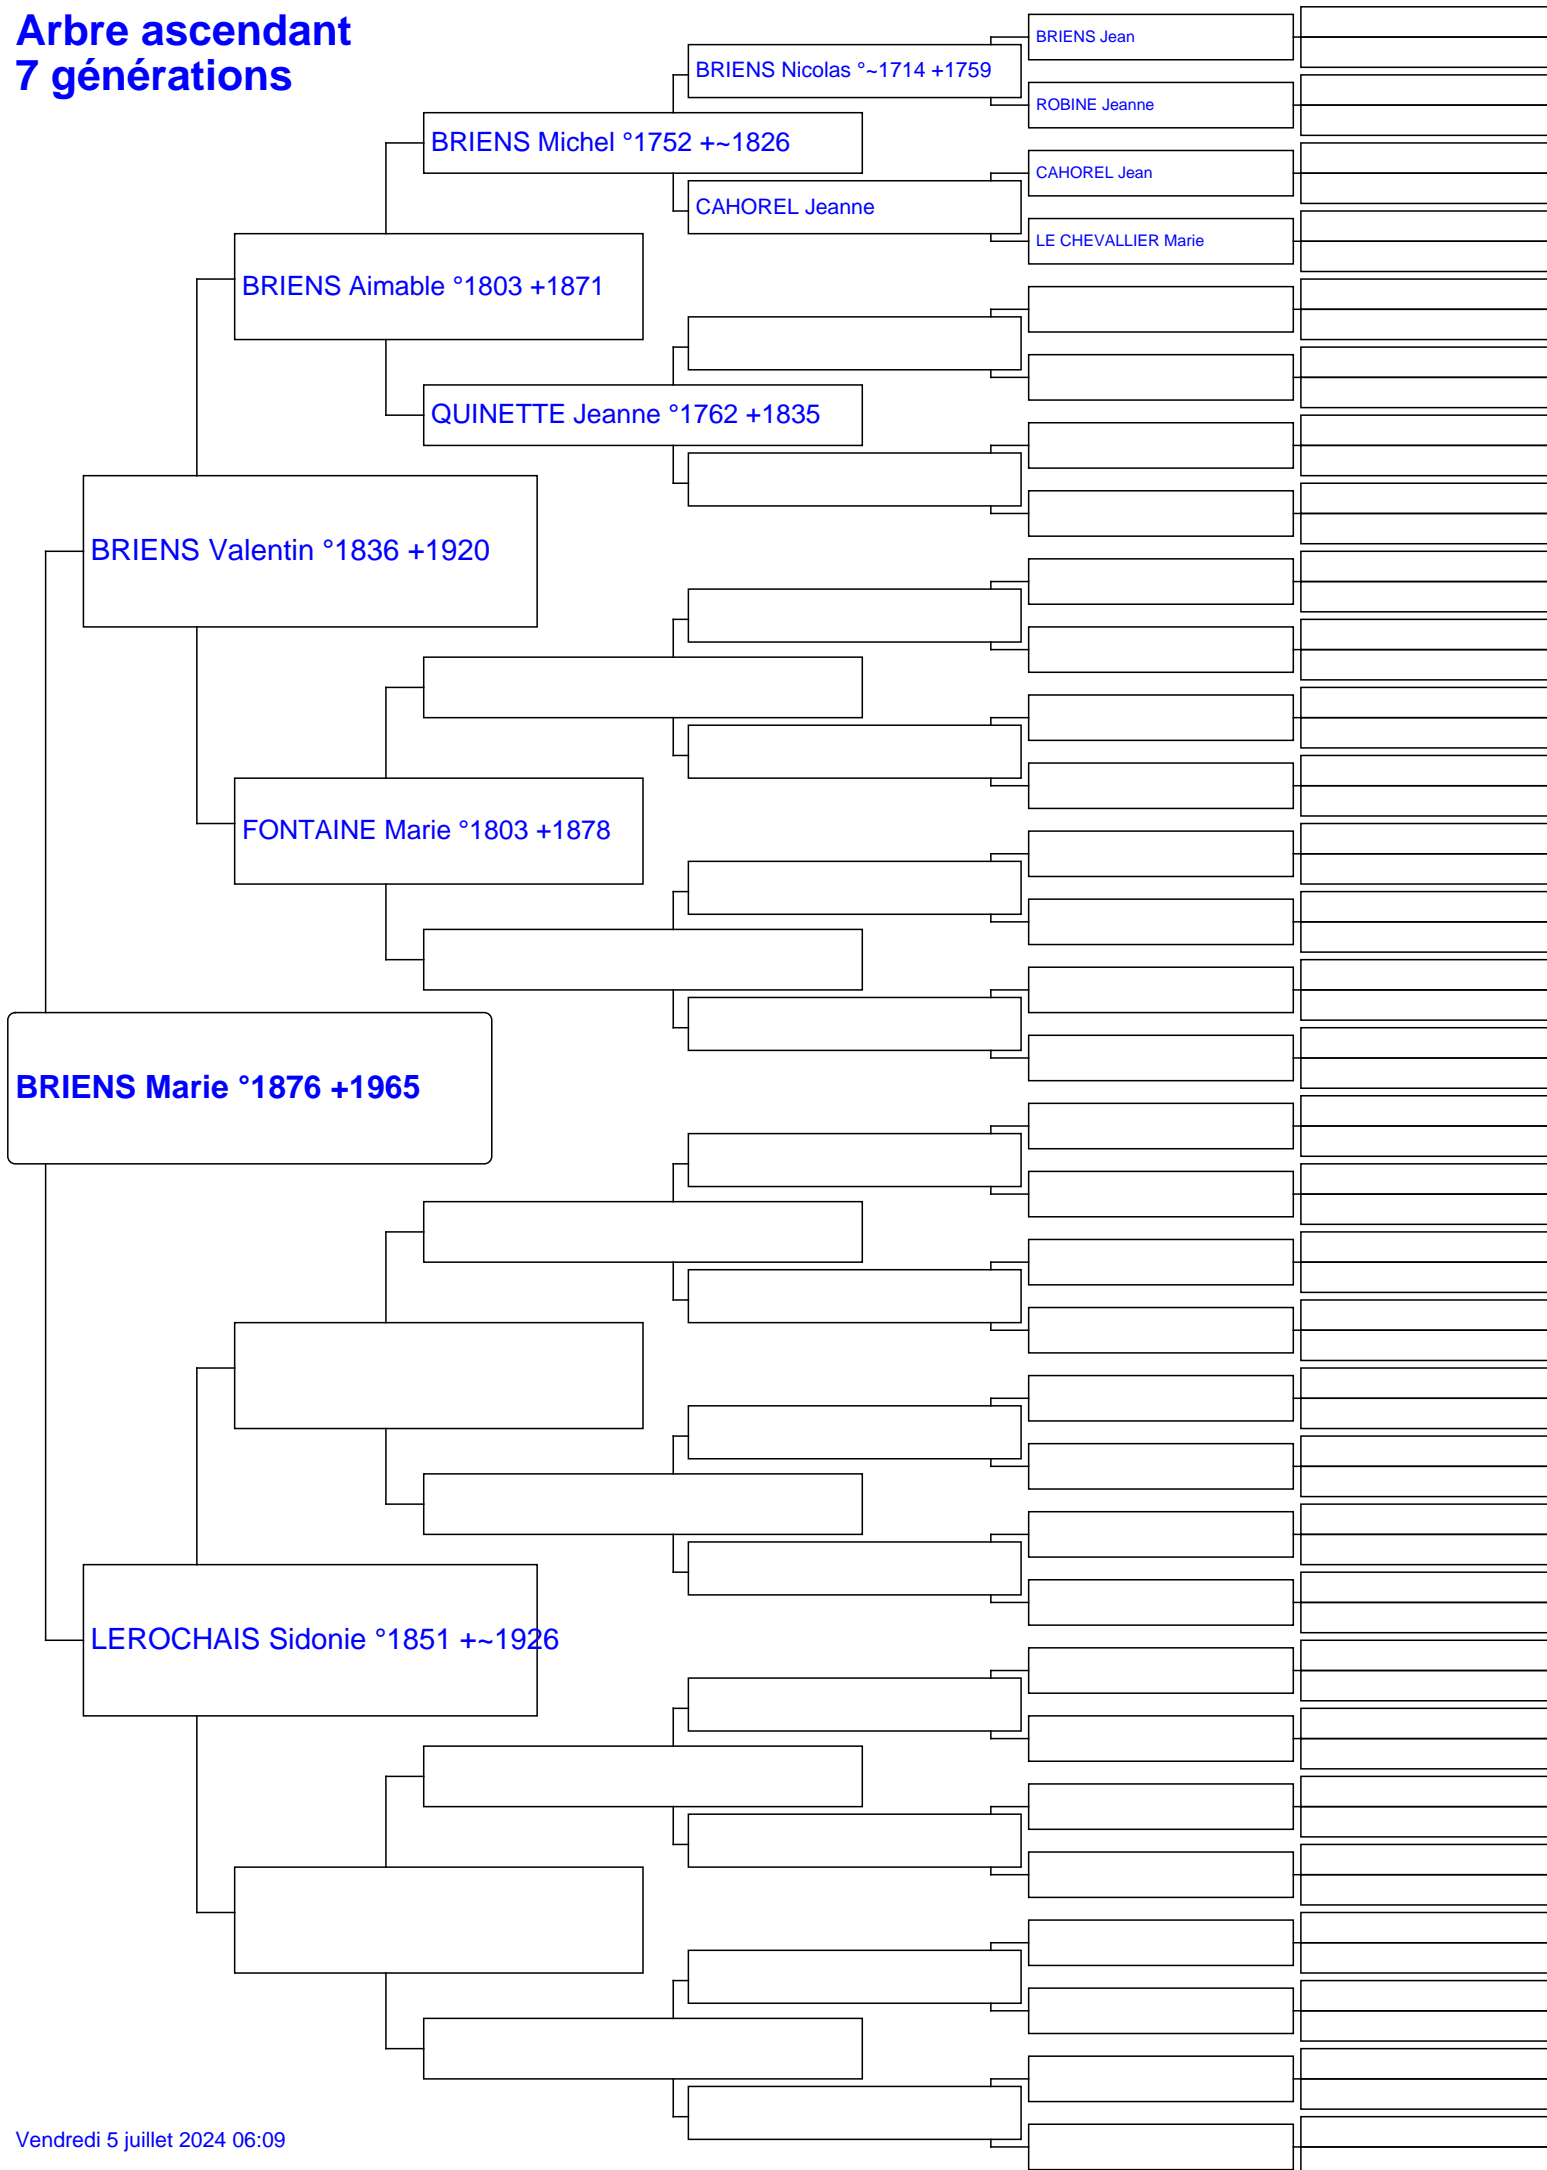 Arbre ascendant
7 générations
BRIENS Jean
BRIENS Nicolas °~1714 +1759
ROBINE Jeanne
BRIENS Michel °1752 +~1826
CAHOREL Jean
CAHOREL Jeanne
LE CHEVALLIER Marie
BRIENS Aimable °1803 +1871
QUINETTE Jeanne °1762 +1835
BRIENS Valentin °1836 +1920
FONTAINE Marie °1803 +1878
BRIENS Marie °1876 +1965
LEROCHAIS Sidonie °1851 +~1926
Vendredi 5 juillet 2024 06:09